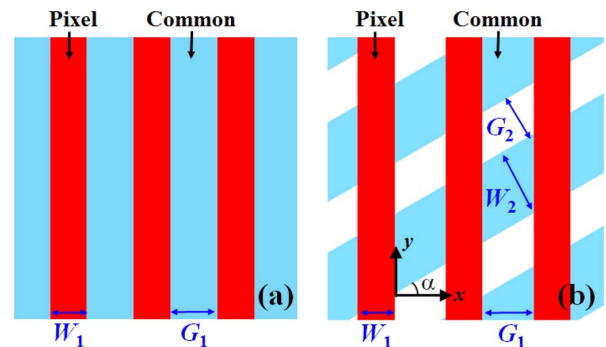 Pixel Common
W₁ G₁ (a)
Pixel Common
G₂
W₂
y
α
x
W₁ G₁ (b)